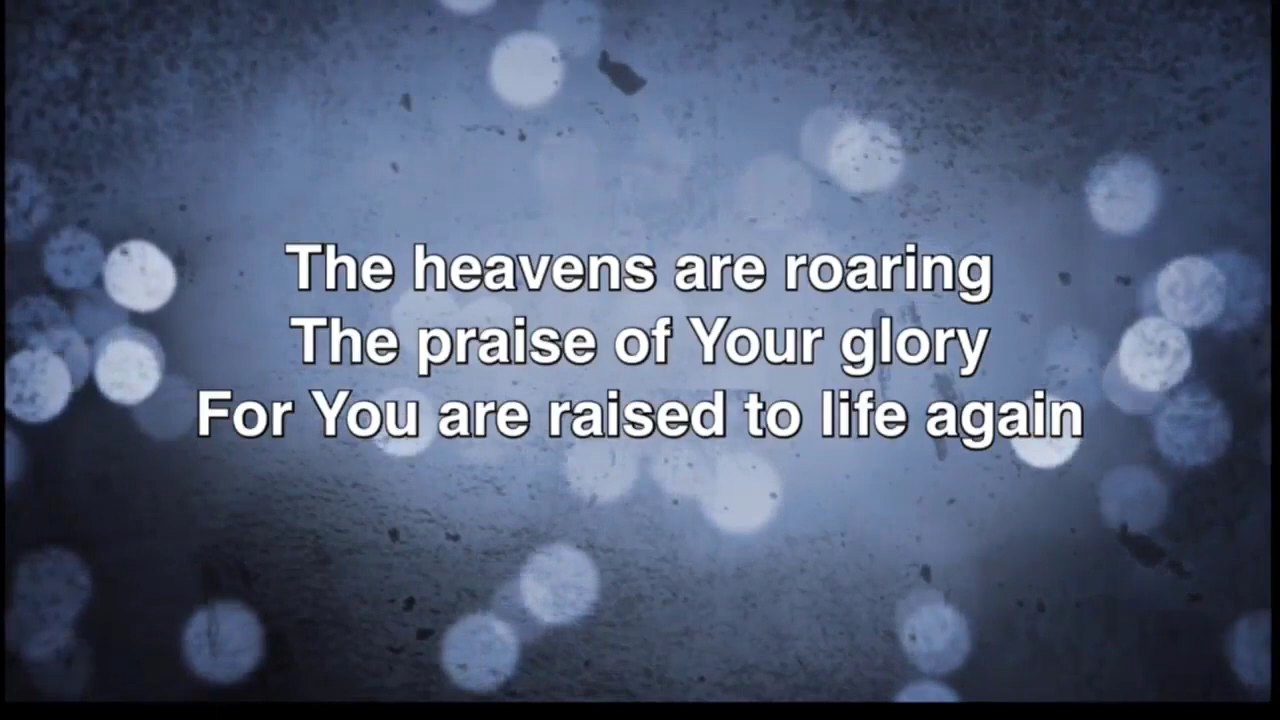 The heavens are roaring
The praise of Your glory
For You are raised to life again